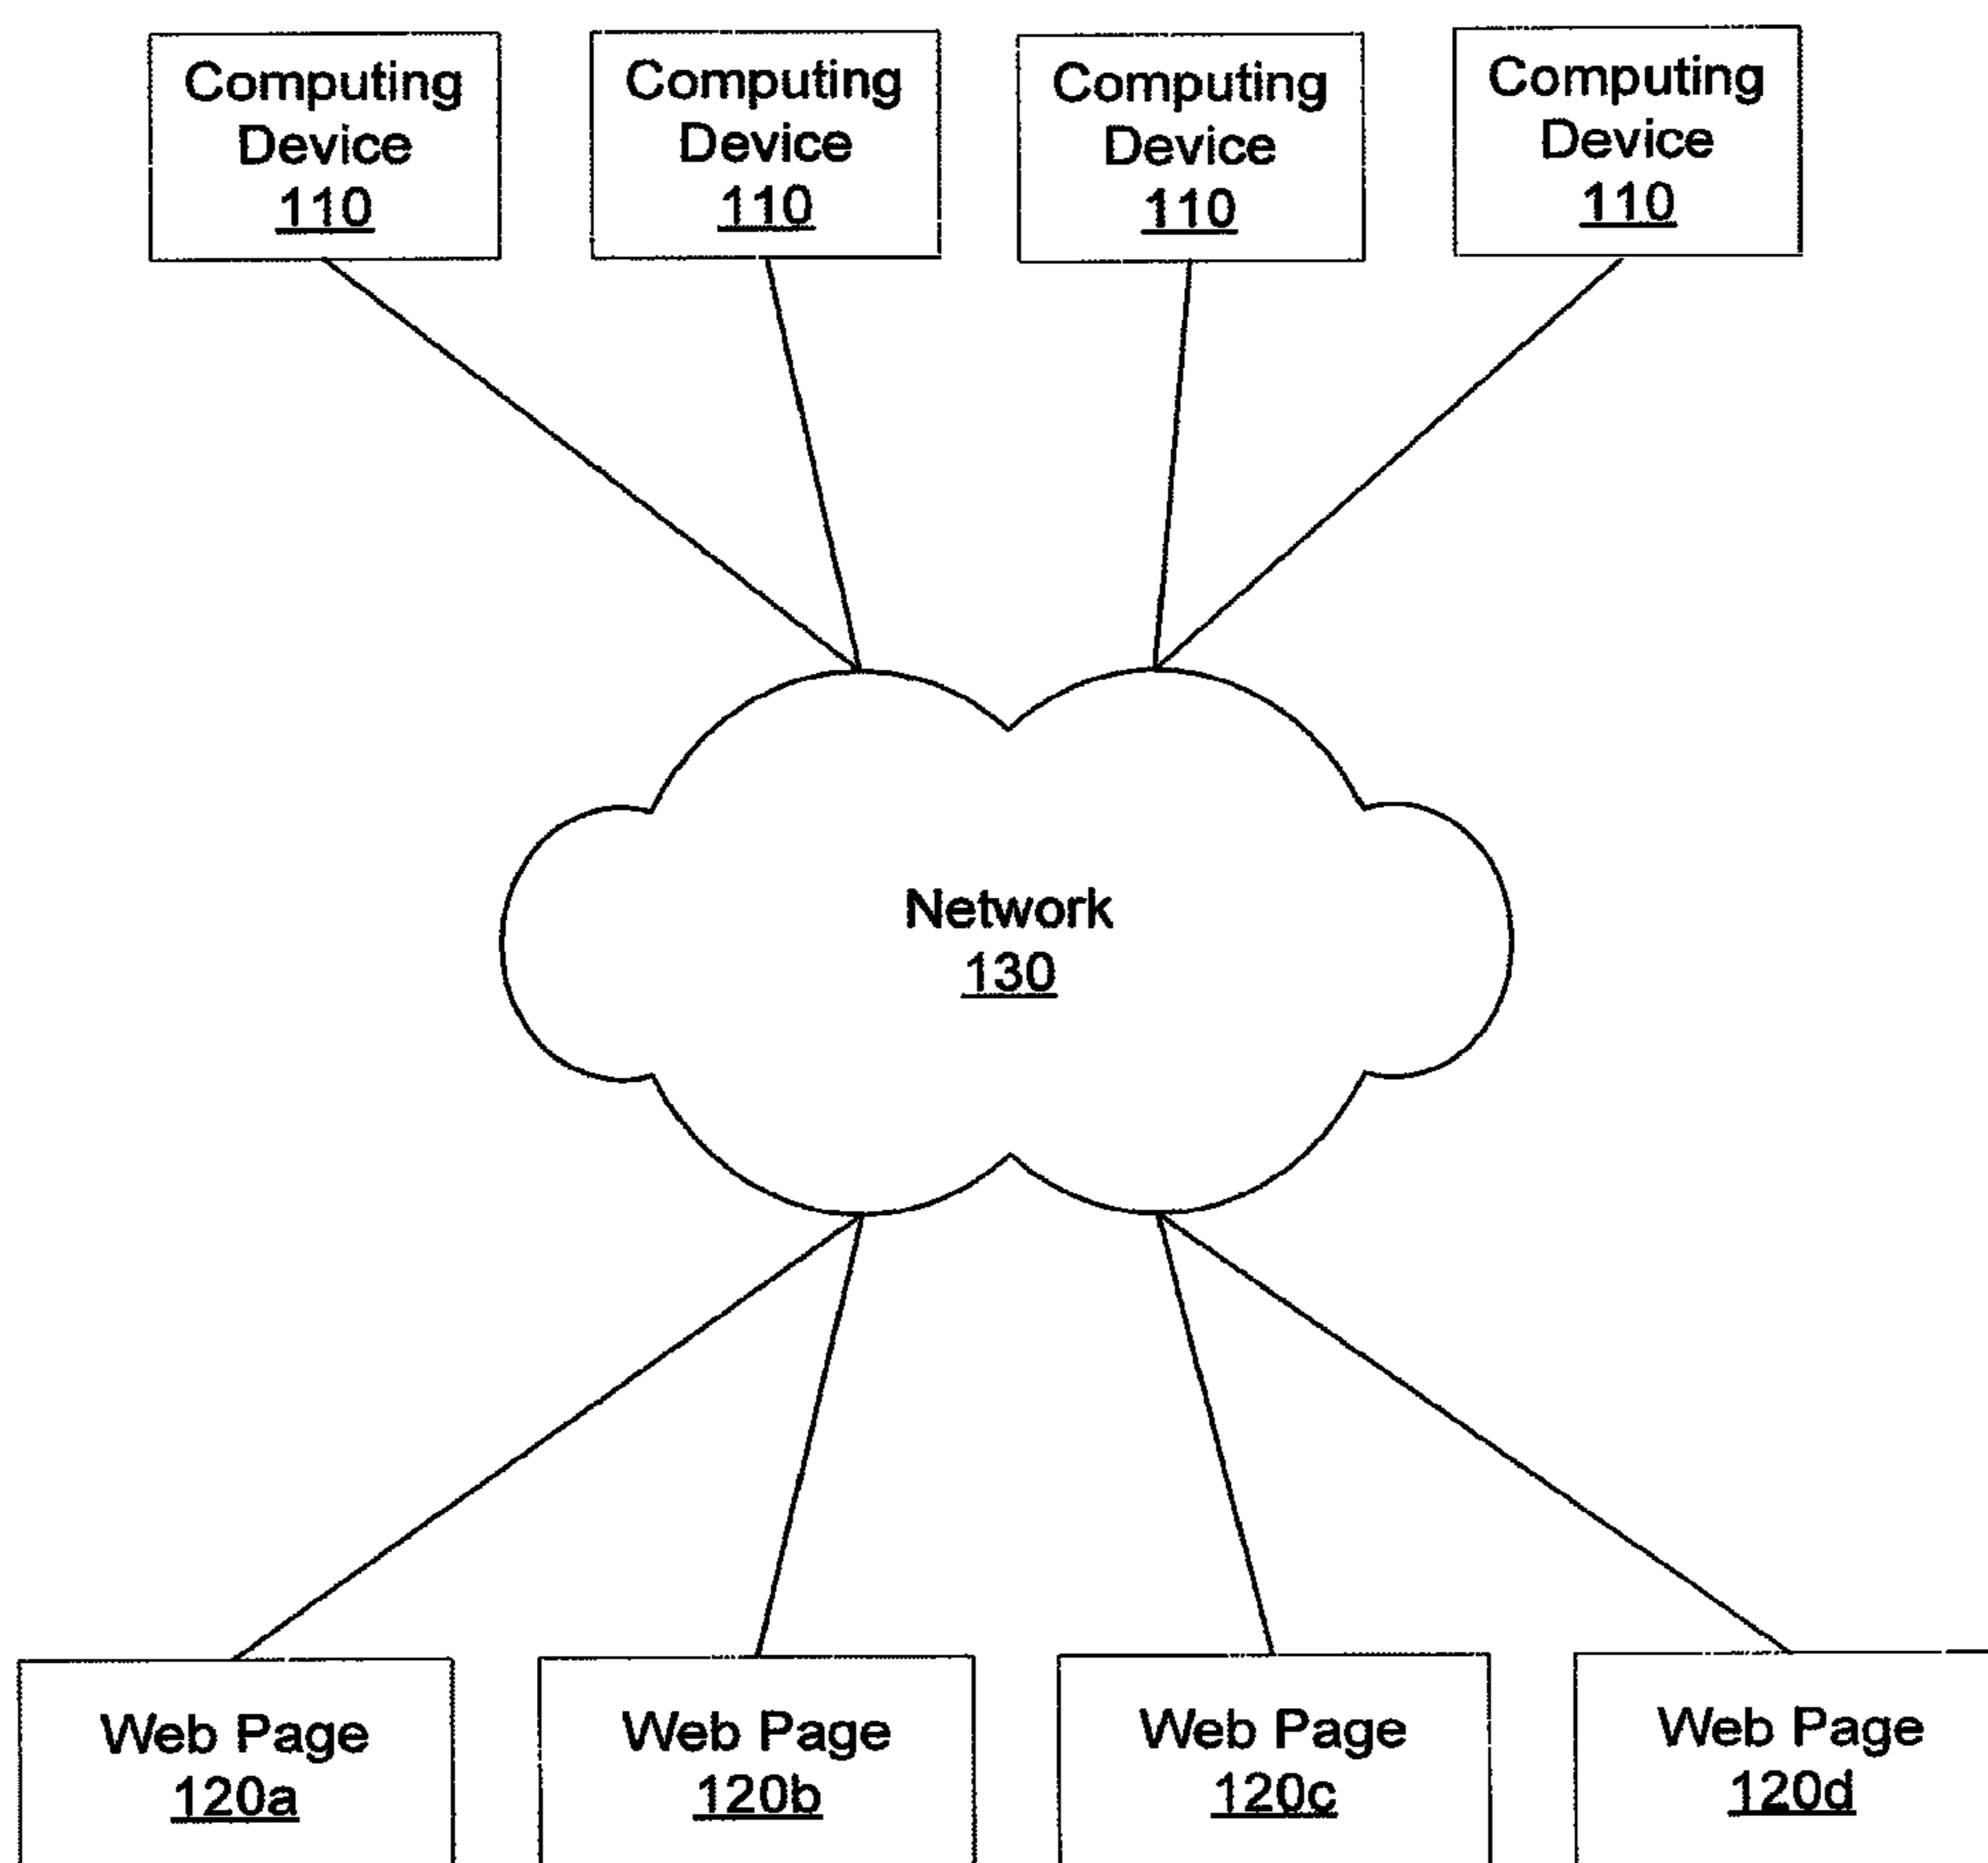 Computing
Device
110
Computing
Device
110
Computing
Device
110
Computing
Device
110
Network
130
Web Page
120a
Web Page
120b
Web Page
120c
Web Page
120d